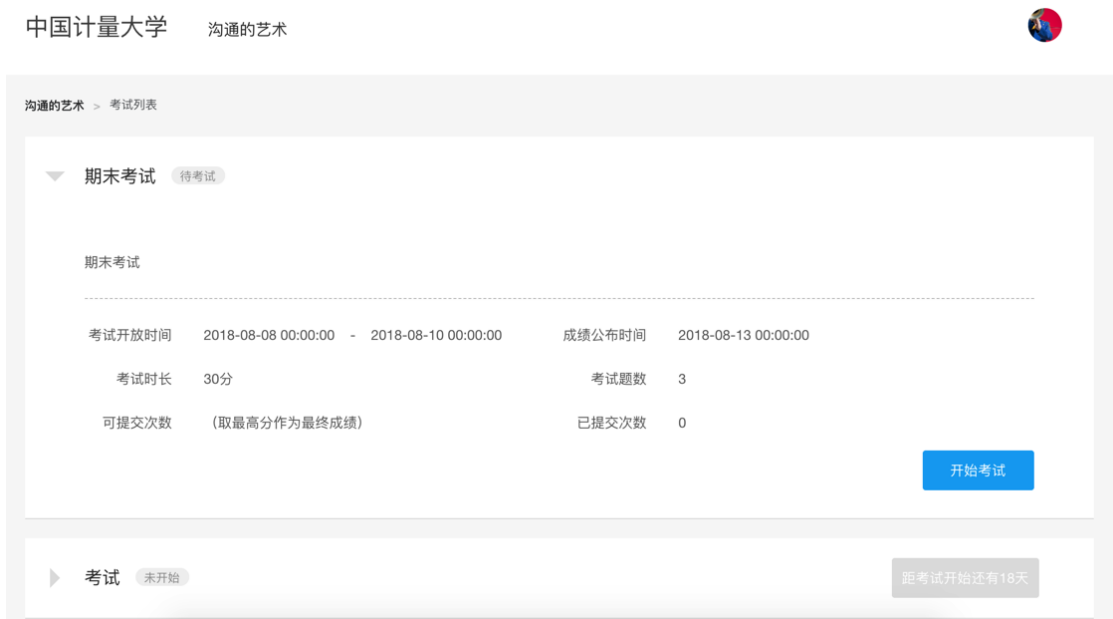 中国计量大学 沟通的艺术
沟通的艺术 > 考试列表
期末考试 待考试
期末考试
考试开放时间 2018-08-08 00:00:00 - 2018-08-10 00:00:00 成绩公布时间 2018-08-13 00:00:00
考试时长 30分 考试题数 3
可提交次数 （取最高分作为最终成绩） 已提交次数 0
开始考试
考试 未开始 距考试开始还有18天